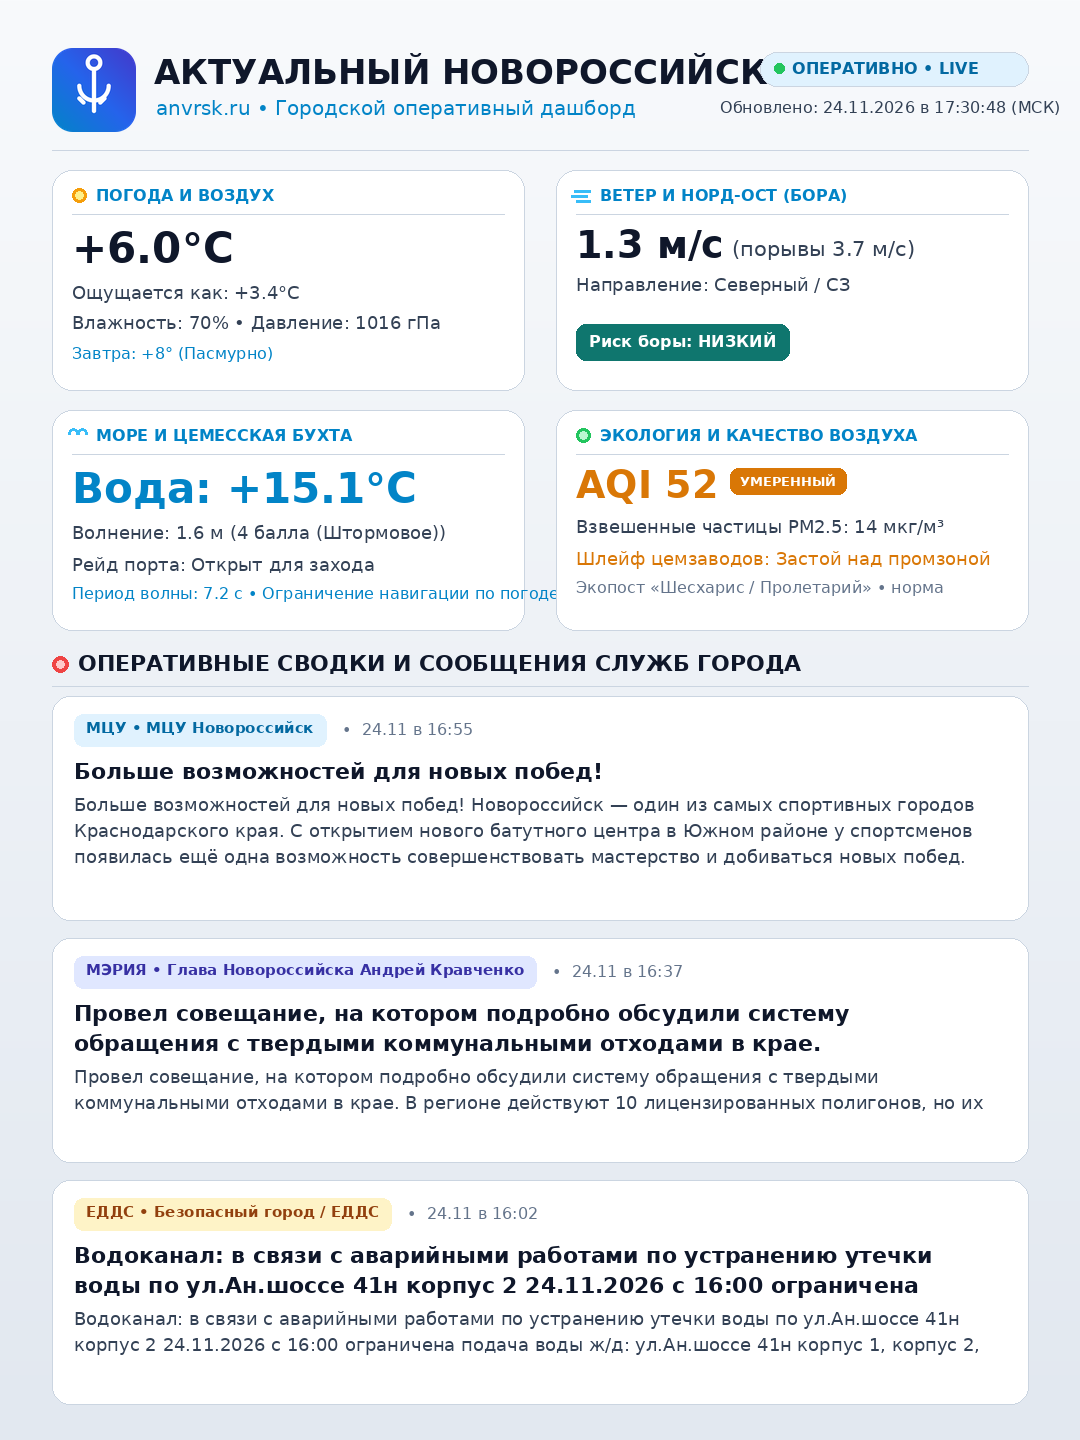 АКТУАЛЬНЫЙ НОВОРОССИЙСК
ОПЕРАТИВНО • LIVE
anvrsk.ru • Городской оперативный дашборд
Обновлено: 24.11.2026 в 17:30:48 (МСК)
ПОГОДА И ВОЗДУХ
+6.0°C
Ощущается как: +3.4°C
Влажность: 70% • Давление: 1016 гПа
Завтра: +8° (Пасмурно)
ВЕТЕР И НОРД-ОСТ (БОРА)
1.3 м/с (порывы 3.7 м/с)
Направление: Северный / СЗ
Риск боры: НИЗКИЙ
МОРЕ И ЦЕМЕССКАЯ БУХТА
Вода: +15.1°C
Волнение: 1.6 м (4 балла (Штормовое))
Рейд порта: Открыт для захода
Период волны: 7.2 с • Ограничение навигации по погоде
ЭКОЛОГИЯ И КАЧЕСТВО ВОЗДУХА
AQI 52 УМЕРЕННЫЙ
Взвешенные частицы PM2.5: 14 мкг/м³
Шлейф цемзаводов: Застой над промзоной
Экопост «Шесхарис / Пролетарий» • норма
ОПЕРАТИВНЫЕ СВОДКИ И СООБЩЕНИЯ СЛУЖБ ГОРОДА
МЦУ • МЦУ Новороссийск • 24.11 в 16:55
Больше возможностей для новых побед!
Больше возможностей для новых побед! Новороссийск — один из самых спортивных городов
Краснодарского края. С открытием нового батутного центра в Южном районе у спортсменов
появилась ещё одна возможность совершенствовать мастерство и добиваться новых побед.
МЭРИЯ • Глава Новороссийска Андрей Кравченко • 24.11 в 16:37
Провел совещание, на котором подробно обсудили систему
обращения с твердыми коммунальными отходами в крае.
Провел совещание, на котором подробно обсудили систему обращения с твердыми
коммунальными отходами в крае. В регионе действуют 10 лицензированных полигонов, но их
ЕДДС • Безопасный город / ЕДДС • 24.11 в 16:02
Водоканал: в связи с аварийными работами по устранению утечки
воды по ул.Ан.шоссе 41н корпус 2 24.11.2026 с 16:00 ограничена
Водоканал: в связи с аварийными работами по устранению утечки воды по ул.Ан.шоссе 41н
корпус 2 24.11.2026 с 16:00 ограничена подача воды ж/д: ул.Ан.шоссе 41н корпус 1, корпус 2,